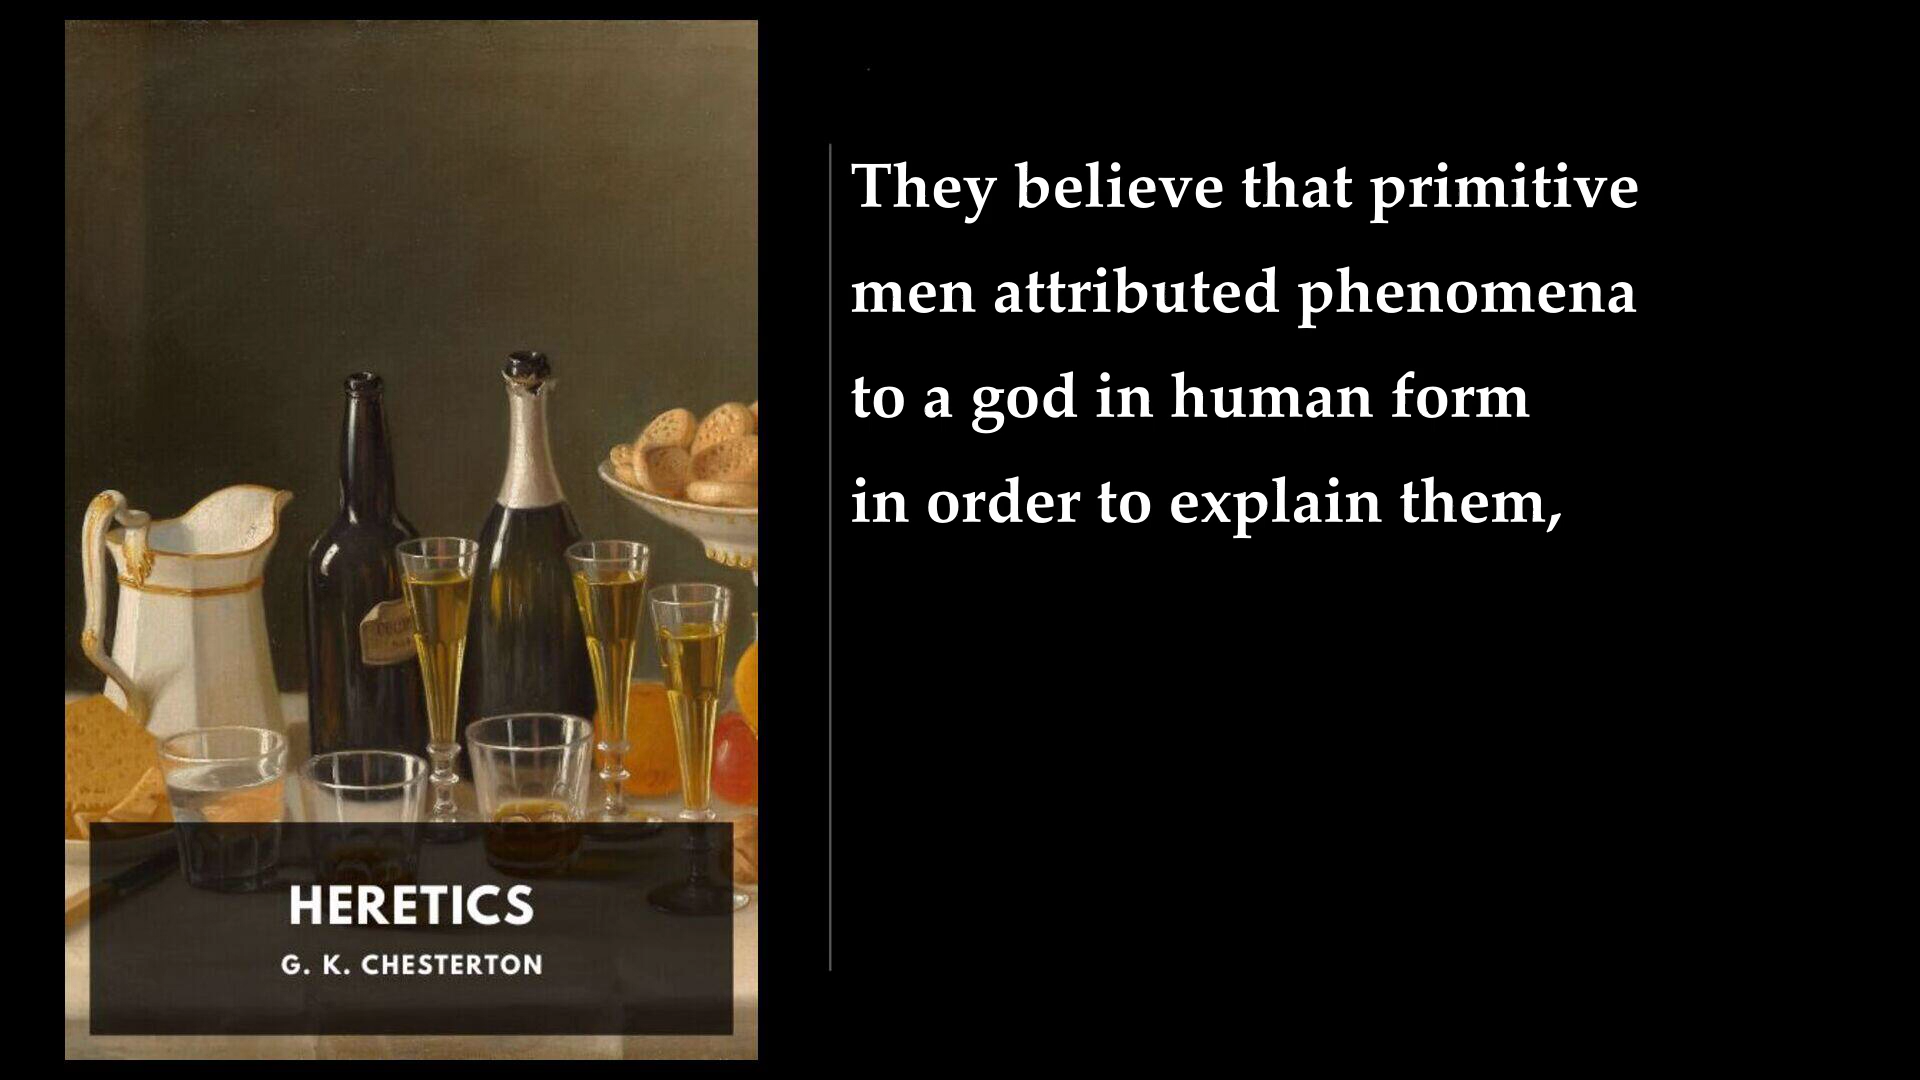 They believe that primitive
men attributed phenomena
to a god in human form
in order to explain them,
HERETICS
G. K. CHESTERTON